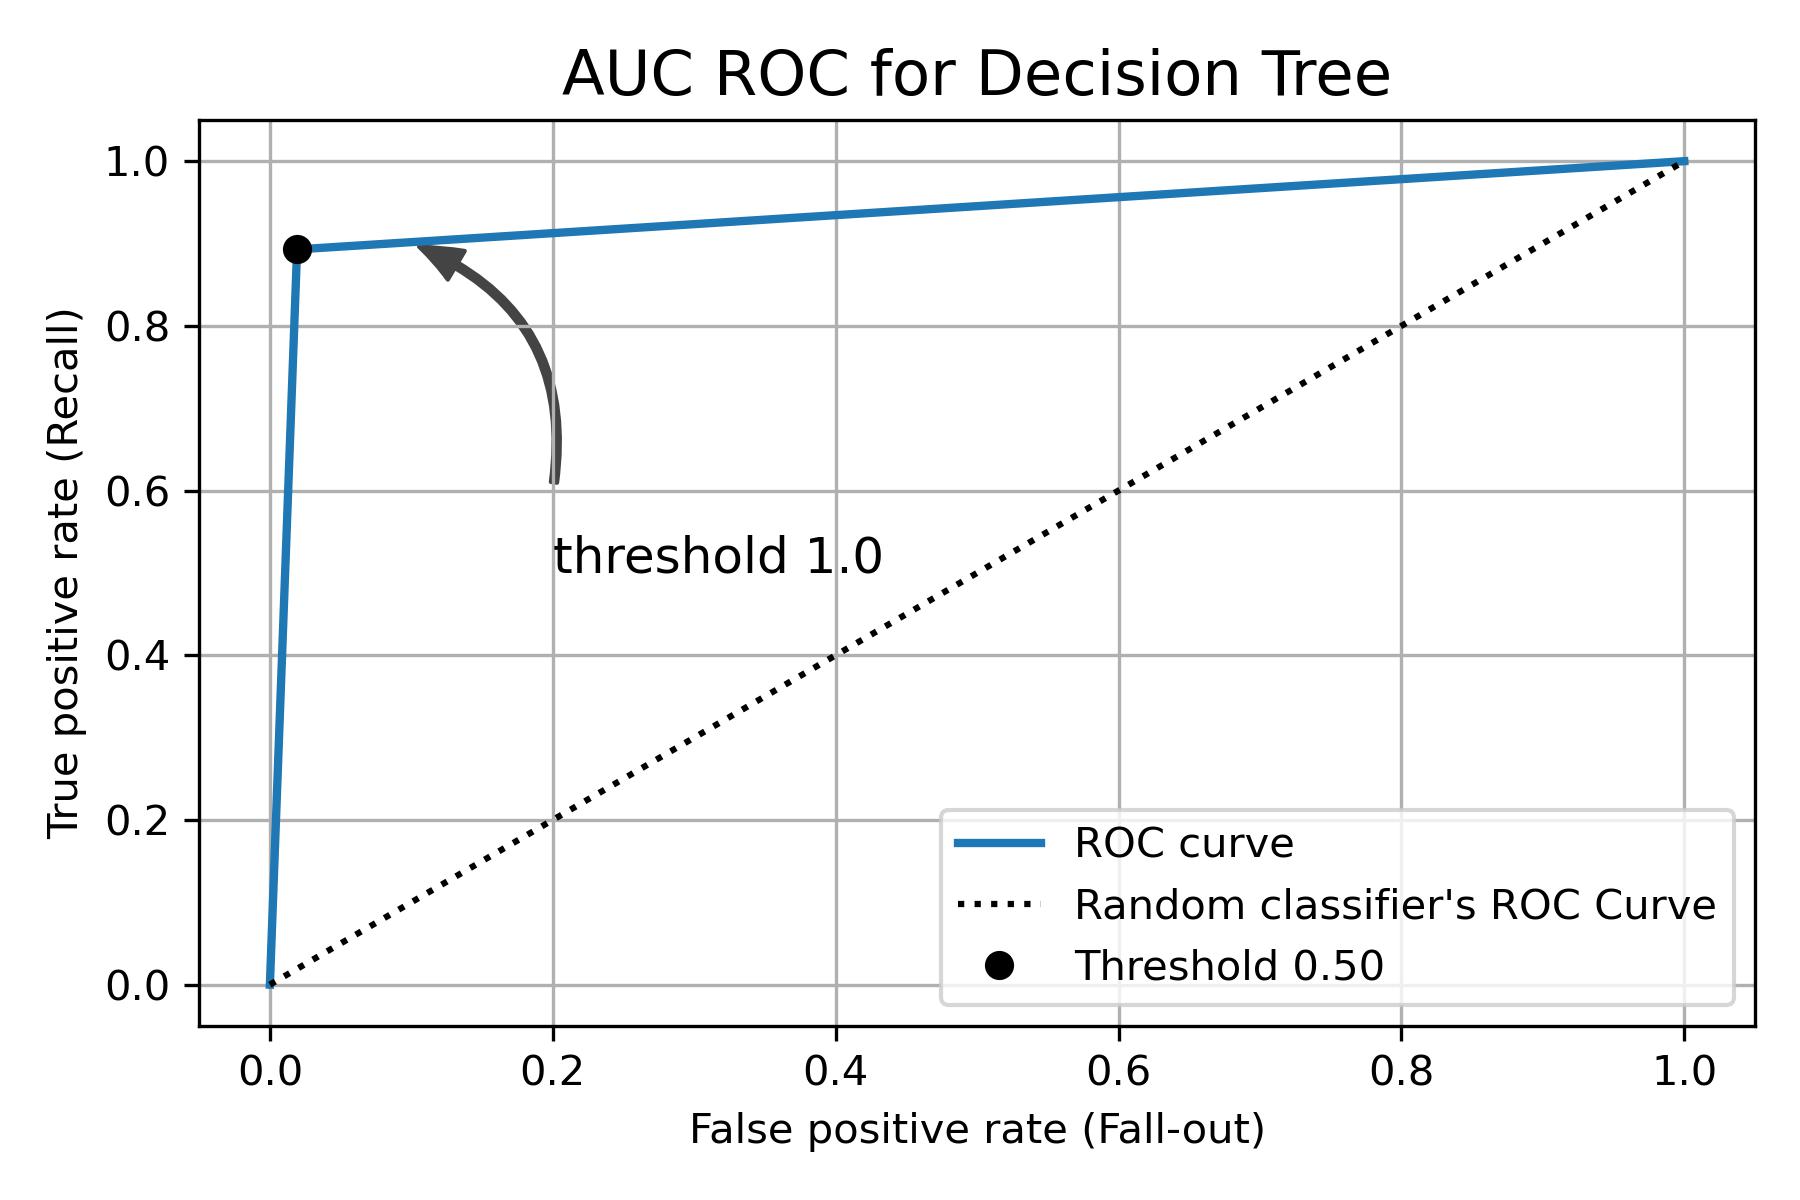 AUC ROC for Decision Tree
True positive rate (Recall)
1.0
0.8
0.6
0.4
0.2
0.0
threshold 1.0
ROC curve
Random classifier's ROC Curve
Threshold 0.50
0.0 0.2 0.4 0.6 0.8 1.0
False positive rate (Fall-out)